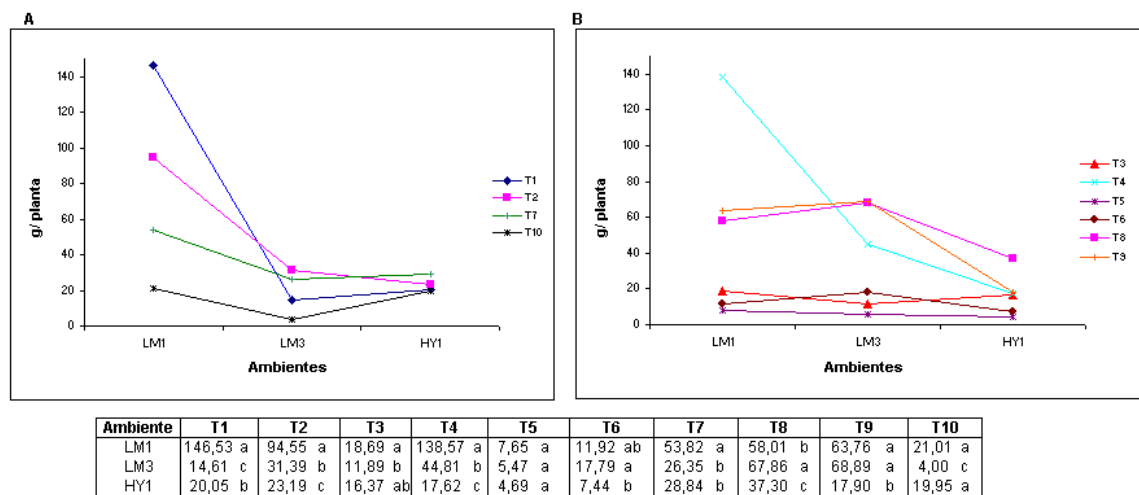 A
g/ planta
140
120
100
80
60
40
20
0
LM1 LM3 HY1
Ambientes
T1
T2
T7
T10
B
g/ planta
140
120
100
80
60
40
20
0
LM1 LM3 HY1
Ambientes
T3
T4
T5
T6
T8
T9
Ambiente T1 T2 T3 T4 T5 T6 T7 T8 T9 T10
LM1 146,53 a 94,55 a 18,69 a 138,57 a 7,65 a 11,92 ab 53,82 a 58,01 b 63,76 a 21,01 a
LM3 14,61 c 31,39 b 11,89 b 44,81 b 5,47 a 17,79 a 26,35 b 67,86 a 68,89 a 4,00 c
HY1 20,05 b 23,19 c 16,37 ab 17,62 c 4,69 a 7,44 b 28,84 b 37,30 c 17,90 b 19,95 a